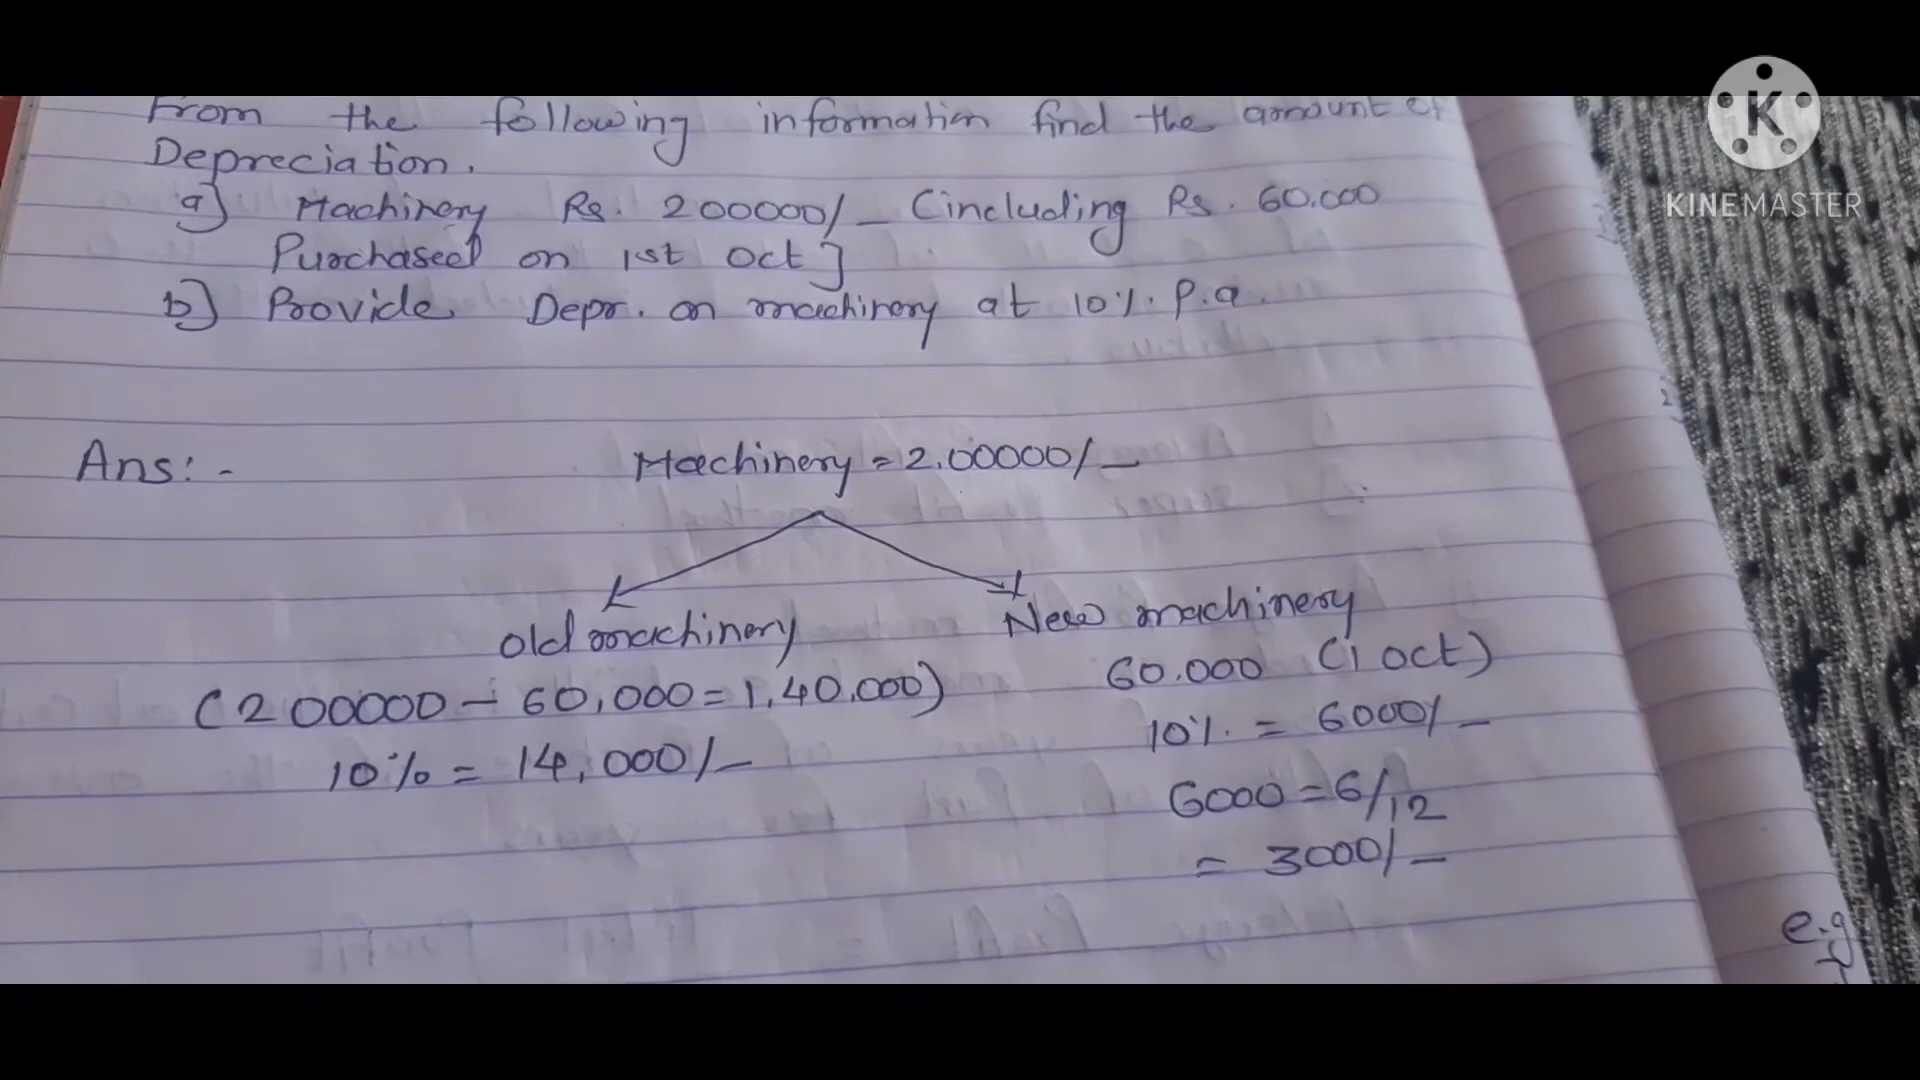 From the following information find the amount of
Depreciation.
a] Machinery Rs. 200000/- (including Rs. 60.000
Purchased on 1st Oct]
b] Provide Depr. on machinery at 10%. P.a.
Ans:- Machinery = 2.00000/-
Old machinery New machinery
(200000 - 60,000 = 1,40.000) 60.000 (1 oct)
10% = 14,000/- 10%. = 6000/-
6000 = 6/12
= 3000/-
e.g
K
KINEMASTER
2